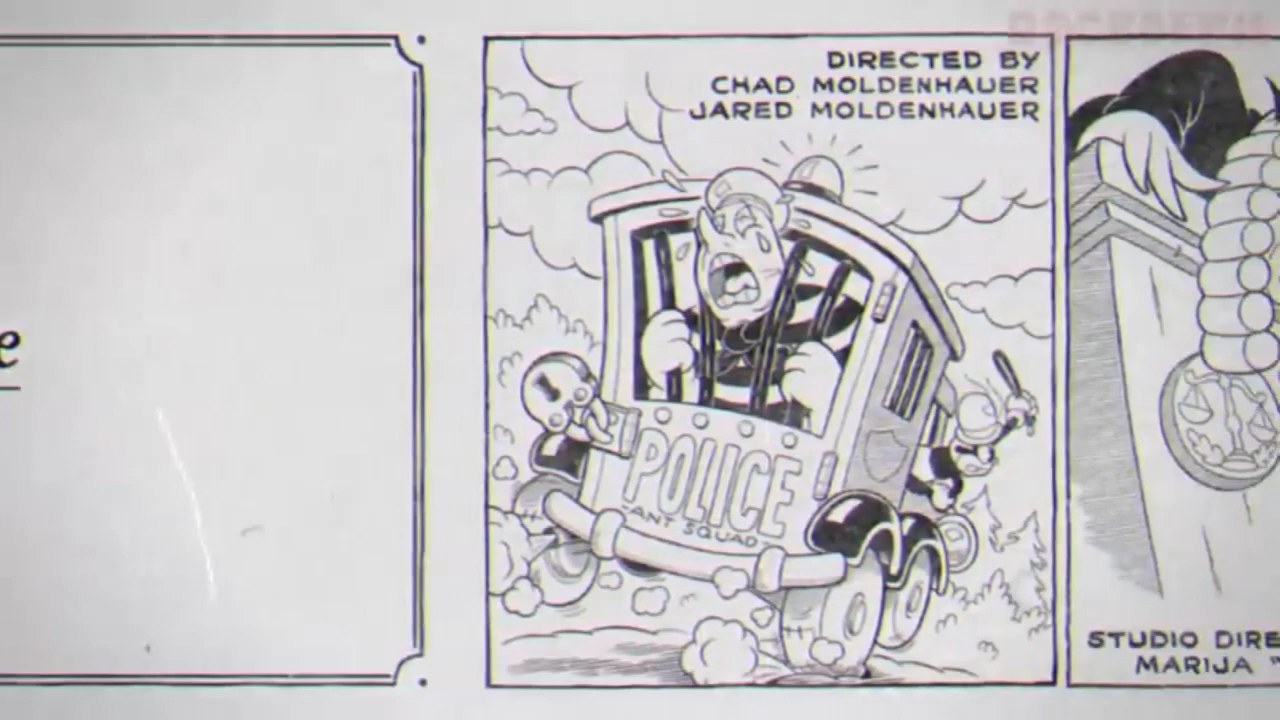 e
DIRECTED BY
CHAD MOLDENHAUER
JARED MOLDENHAUER
POLICE
-ANT SQUAD-
STUDIO DIRE
MARIJA